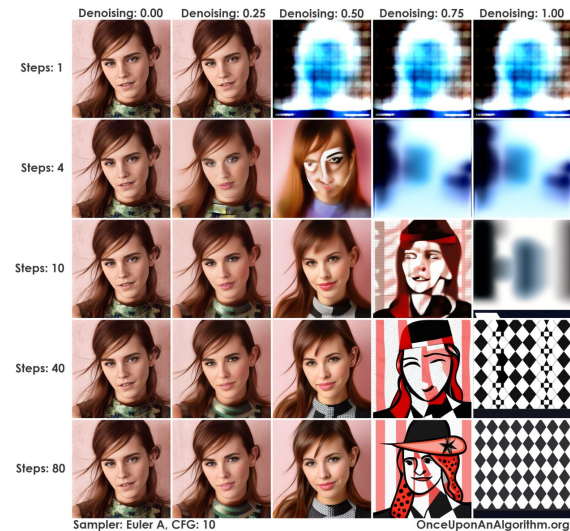 Denoising: 0.00 Denoising: 0.25 Denoising: 0.50 Denoising: 0.75 Denoising: 1.00
Steps: 1
Steps: 4
Steps: 10
Steps: 40
Steps: 80
Sampler: Euler A, CFG: 10 OnceUponAnAlgorithm.org